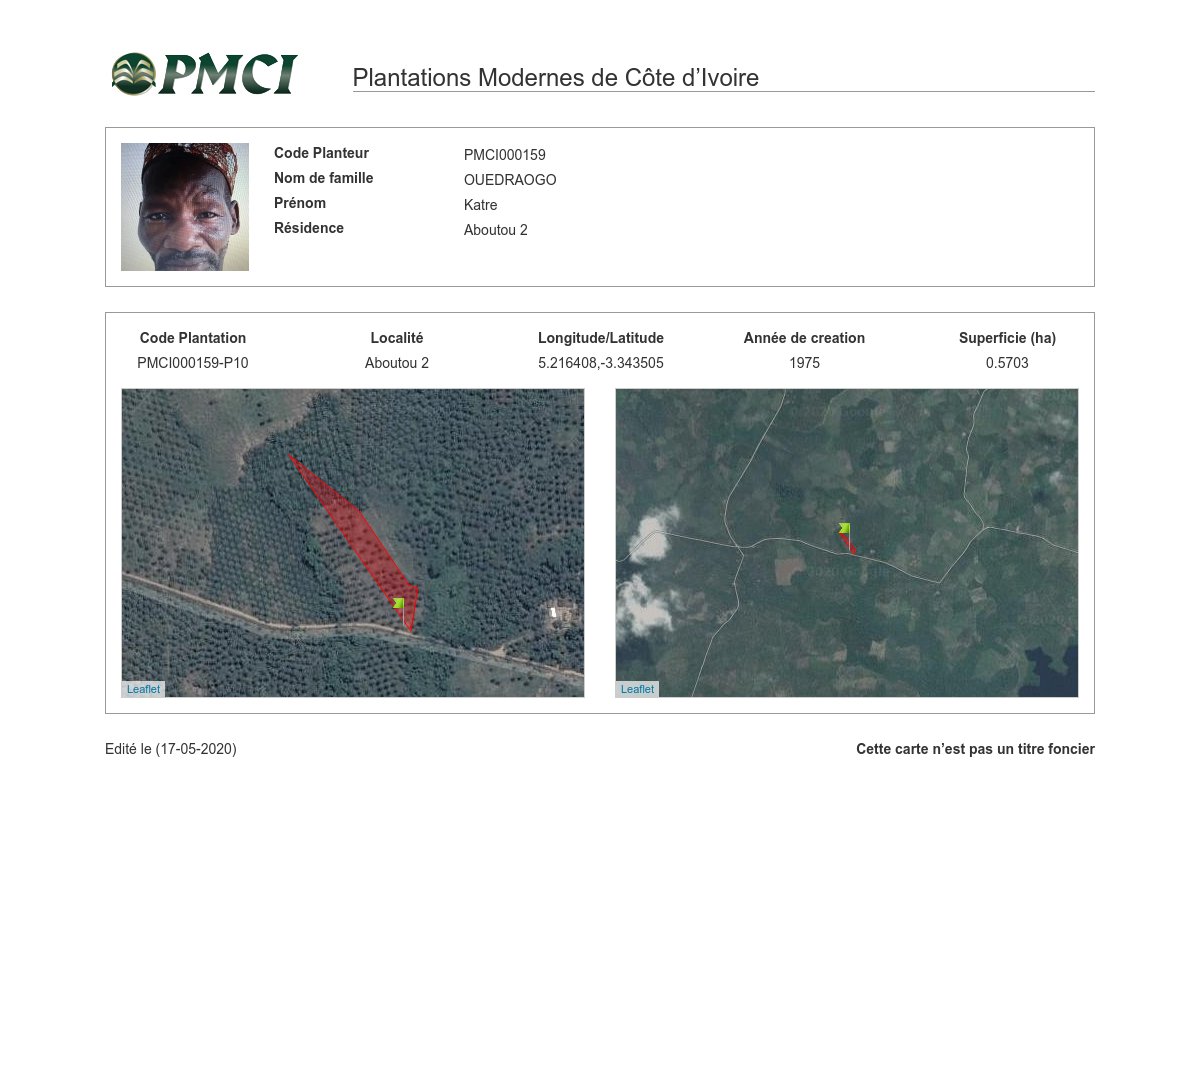 PMCI
Plantations Modernes de Côte d’Ivoire
Code Planteur PMCI000159
Nom de famille OUEDRAOGO
Prénom Katre
Résidence Aboutou 2
Code Plantation Localité Longitude/Latitude Année de creation Superficie (ha)
PMCI000159-P10 Aboutou 2 5.216408,-3.343505 1975 0.5703
Leaflet Leaflet
Edité le (17-05-2020) Cette carte n’est pas un titre foncier